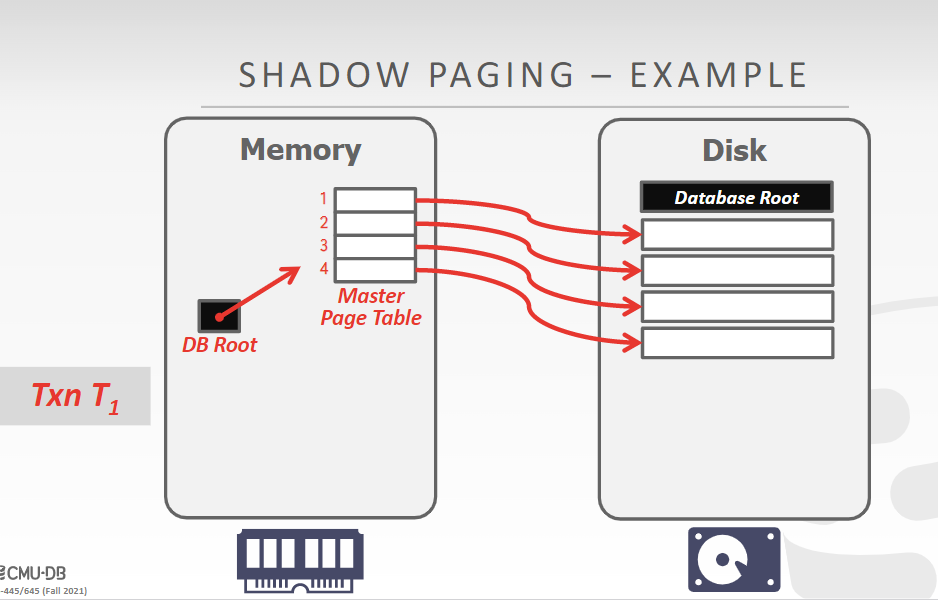 SHADOW PAGING – EXAMPLE
Memory
Disk
Database Root
1
2
3
4
Master
Page Table
DB Root
Txn T1
CMU-DB
-445/645 (Fall 2021)